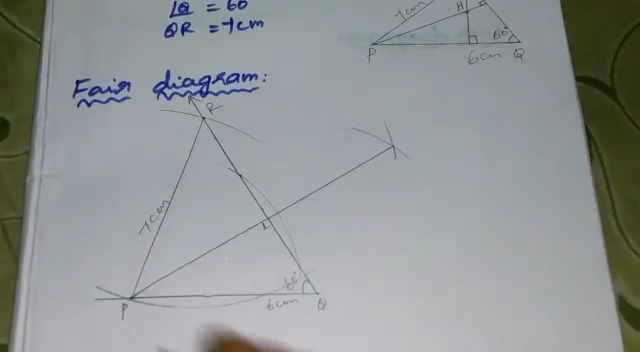 ∠Q = 60°
QR = 7cm
7cm
H
60°
P
6cm
Q
Fair diagram:
R
7cm
L
60°
6cm
P
Q